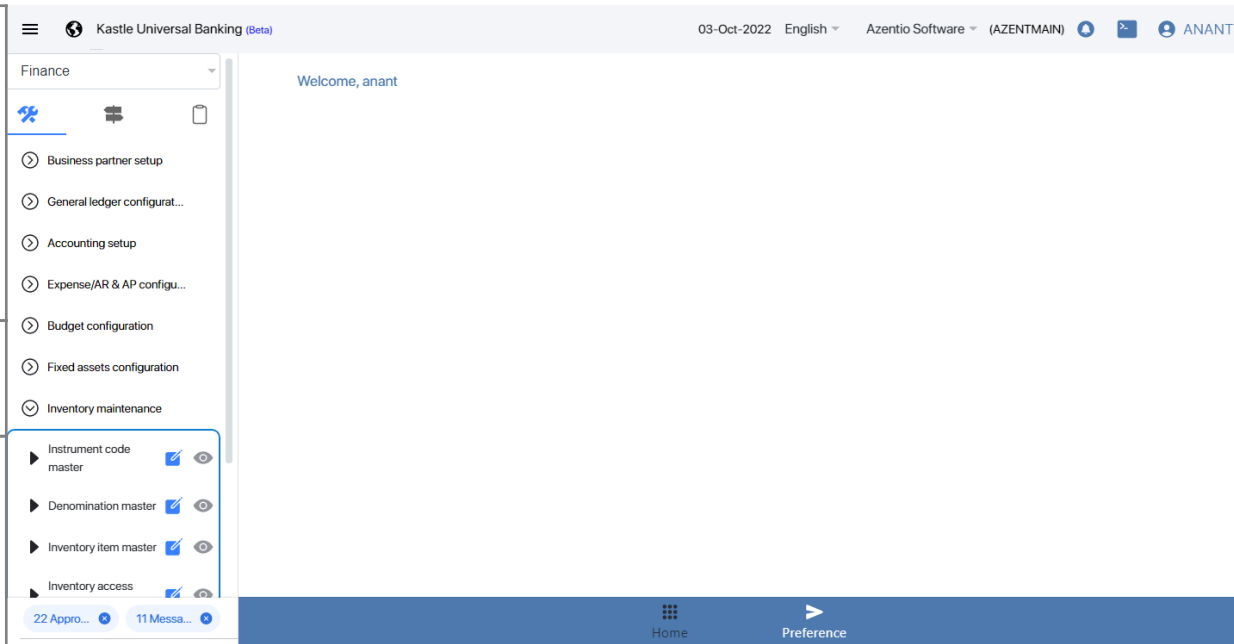 Kastle Universal Banking (Beta)
03-Oct-2022 English Azentio Software (AZENTMAIN) ANANT
Finance
Welcome, anant
Business partner setup
General ledger configurat...
Accounting setup
Expense/AR & AP configu...
Budget configuration
Fixed assets configuration
Inventory maintenance
Instrument code
master
Denomination master
Inventory item master
Inventory access
22 Appro... 11 Messa...
Home Preference